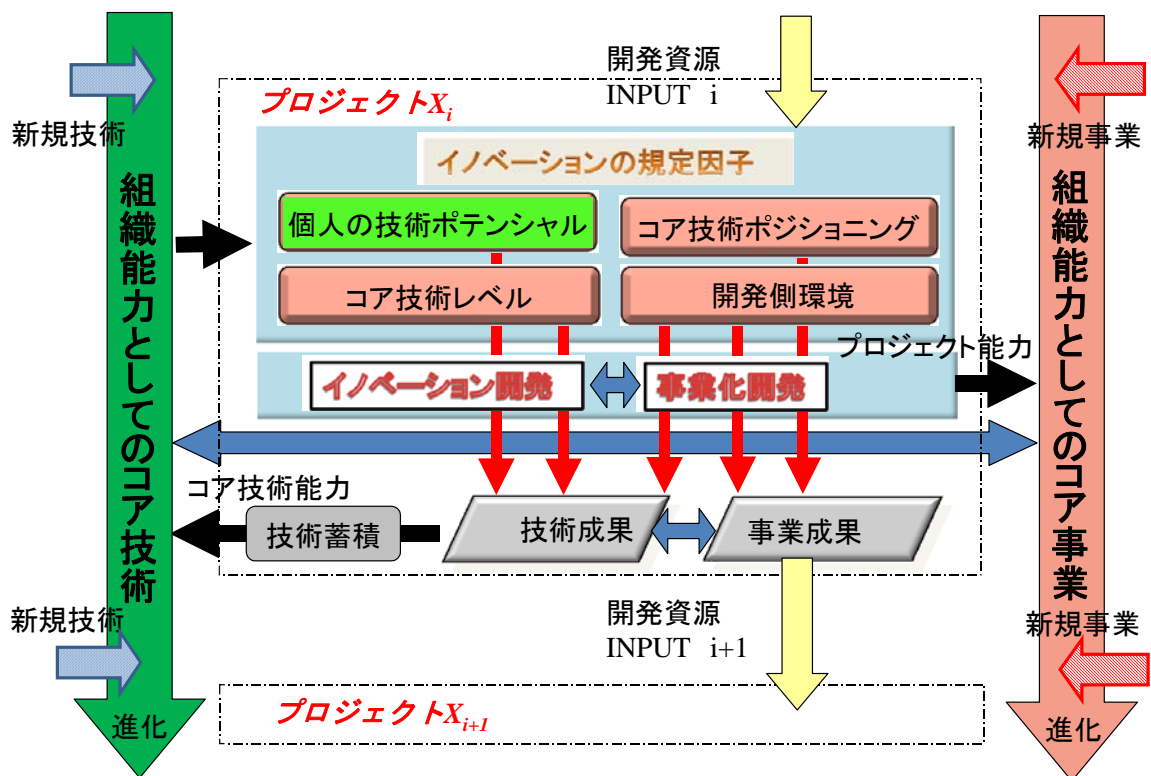 開発資源
INPUT i
プロジェクトXi
新規技術
新規事業
イノベーションの規定因子
個人の技術ポテンシャル
コア技術ポジショニング
コア技術レベル
開発側環境
組織能力としてのコア技術
組織能力としてのコア事業
プロジェクト能力
イノベーション開発
事業化開発
コア技術能力
技術蓄積
技術成果
事業成果
新規技術
開発資源
INPUT i+1
新規事業
プロジェクトXi+1
進化
進化